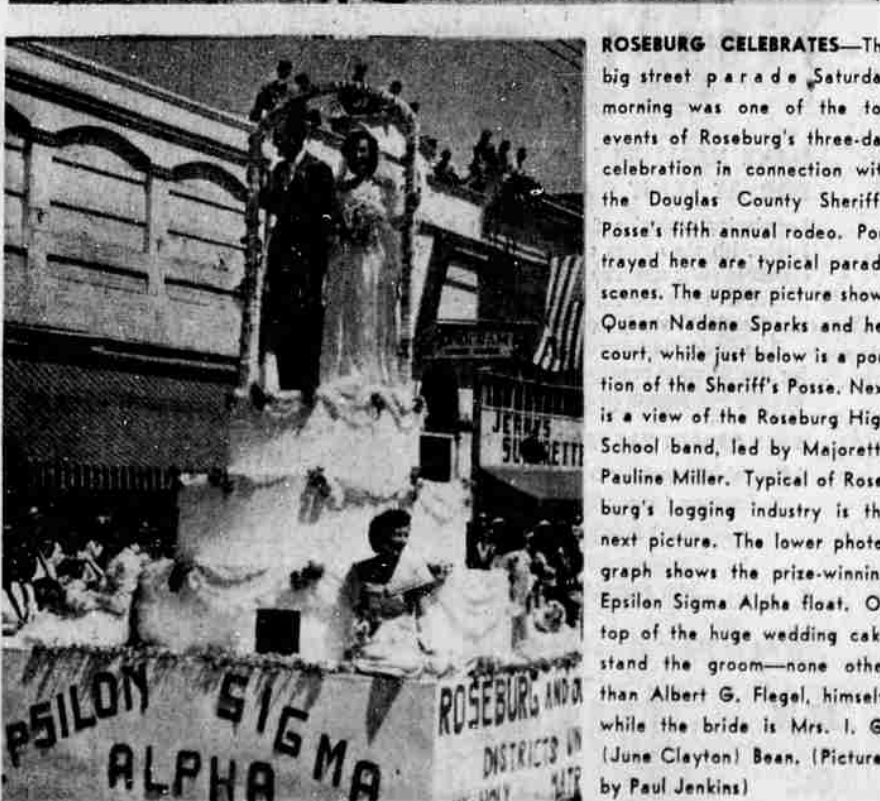 ROSEBURG CELEBRATES—Th
big street parade Saturda
morning was one of the to
events of Roseburg's three-da
celebration in connection wit
the Douglas County Sheriff
Posse's fifth annual rodeo. Por
trayed here are typical parad
scenes. The upper picture show
Queen Nadene Sparks and he
court, while just below is a por
tion of the Sheriff's Posse. Nex
is a view of the Roseburg Hig
School band, led by Majorett
Pauline Miller. Typical of Rose
burg's logging industry is th
next picture. The lower photo
graph shows the prize-winnin
Epsilon Sigma Alpha float. O
top of the huge wedding cak
stand the groom—none othe
than Albert G. Flegel, himself
while the bride is Mrs. I. G
(June Clayton) Bean. (Picture
by Paul Jenkins)
JERRY'S
PSILON SIGMA
ALPHA
ROSEBURG AND
DISTRICTS UN
HOLY MATR